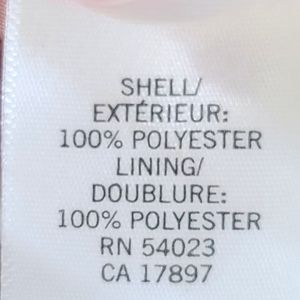 SHELL/
EXTÉRIEUR:
100% POLYESTER
LINING/
DOUBLURE:
100% POLYESTER
RN 54023
CA 17897